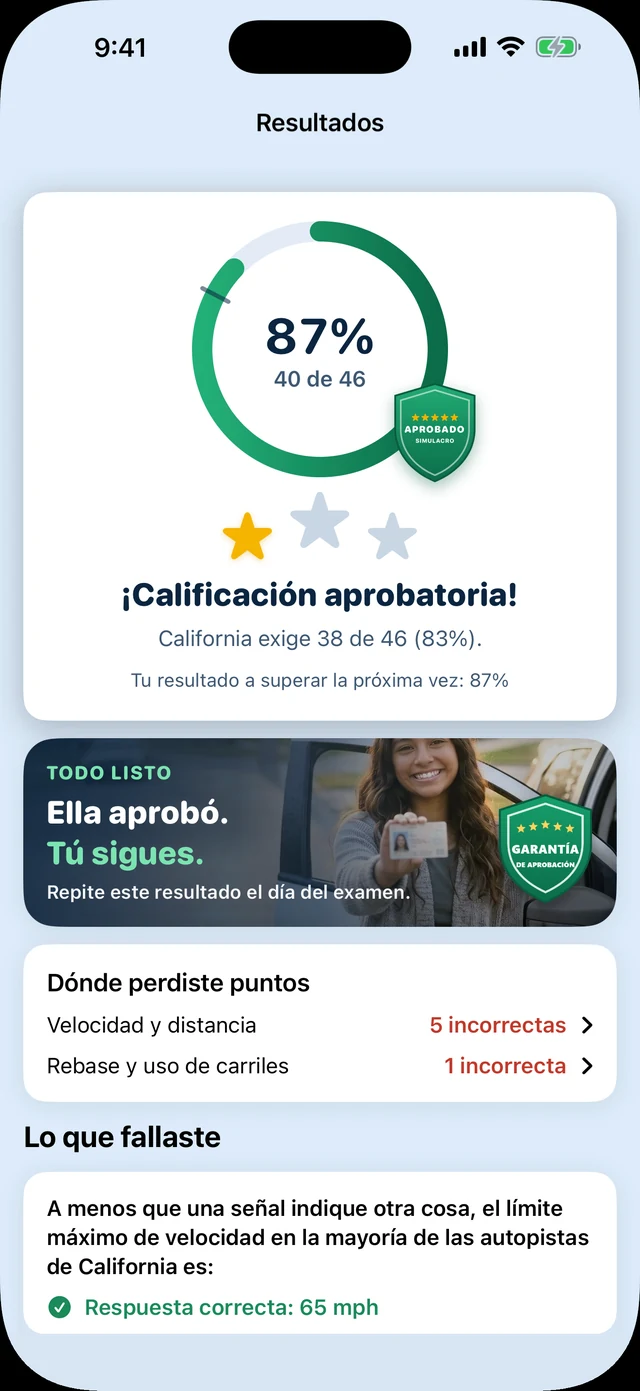 9:41
Resultados
87%
40 de 46
APROBADO
SIMULACRO
¡Calificación aprobatoria!
California exige 38 de 46 (83%).
Tu resultado a superar la próxima vez: 87%
TODO LISTO
Ella aprobó.
Tú sigues.
Repite este resultado el día del examen.
GARANTÍA
DE APROBACIÓN
Dónde perdiste puntos
Velocidad y distancia 5 incorrectas
Rebase y uso de carriles 1 incorrecta
Lo que fallaste
A menos que una señal indique otra cosa, el límite
máximo de velocidad en la mayoría de las autopistas
de California es:
Respuesta correcta: 65 mph